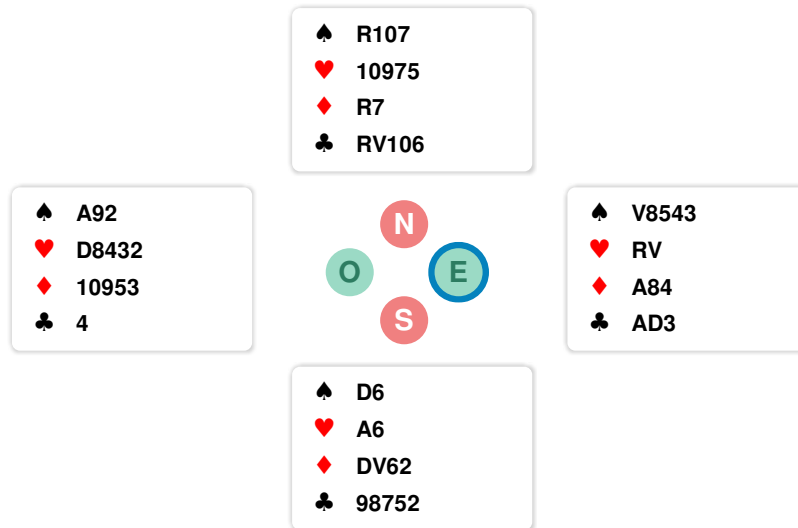 ♠ R107
♥ 10975
♦ R7
♣ RV106
♠ A92
♥ D8432
♦ 10953
♣ 4
N
O E
S
♠ V8543
♥ RV
♦ A84
♣ AD3
♠ D6
♥ A6
♦ DV62
♣ 98752